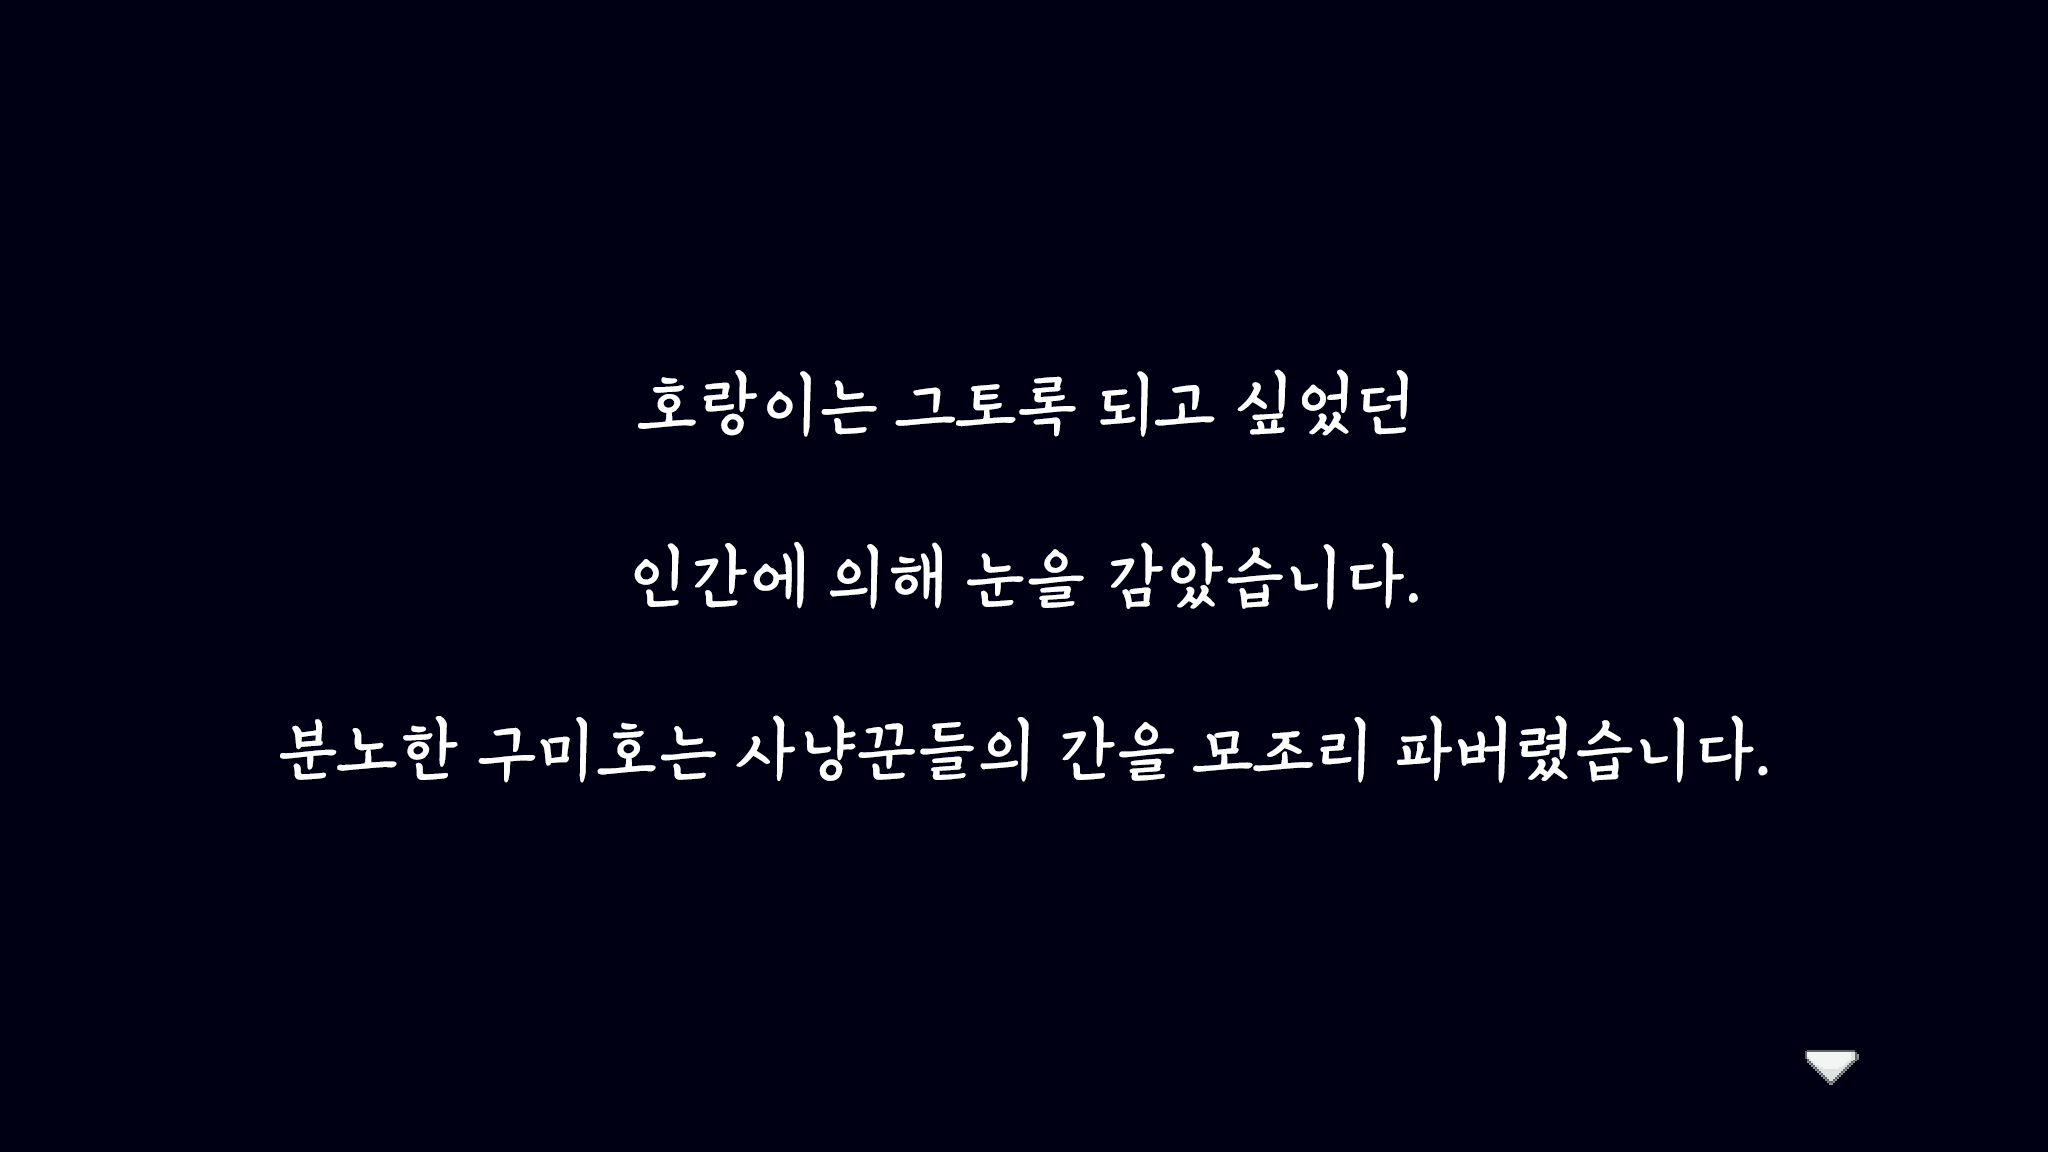 호랑이는 그토록 되고 싶었던
인간에 의해 눈을 감았습니다.
분노한 구미호는 사냥꾼들의 간을 모조리 파버렸습니다.